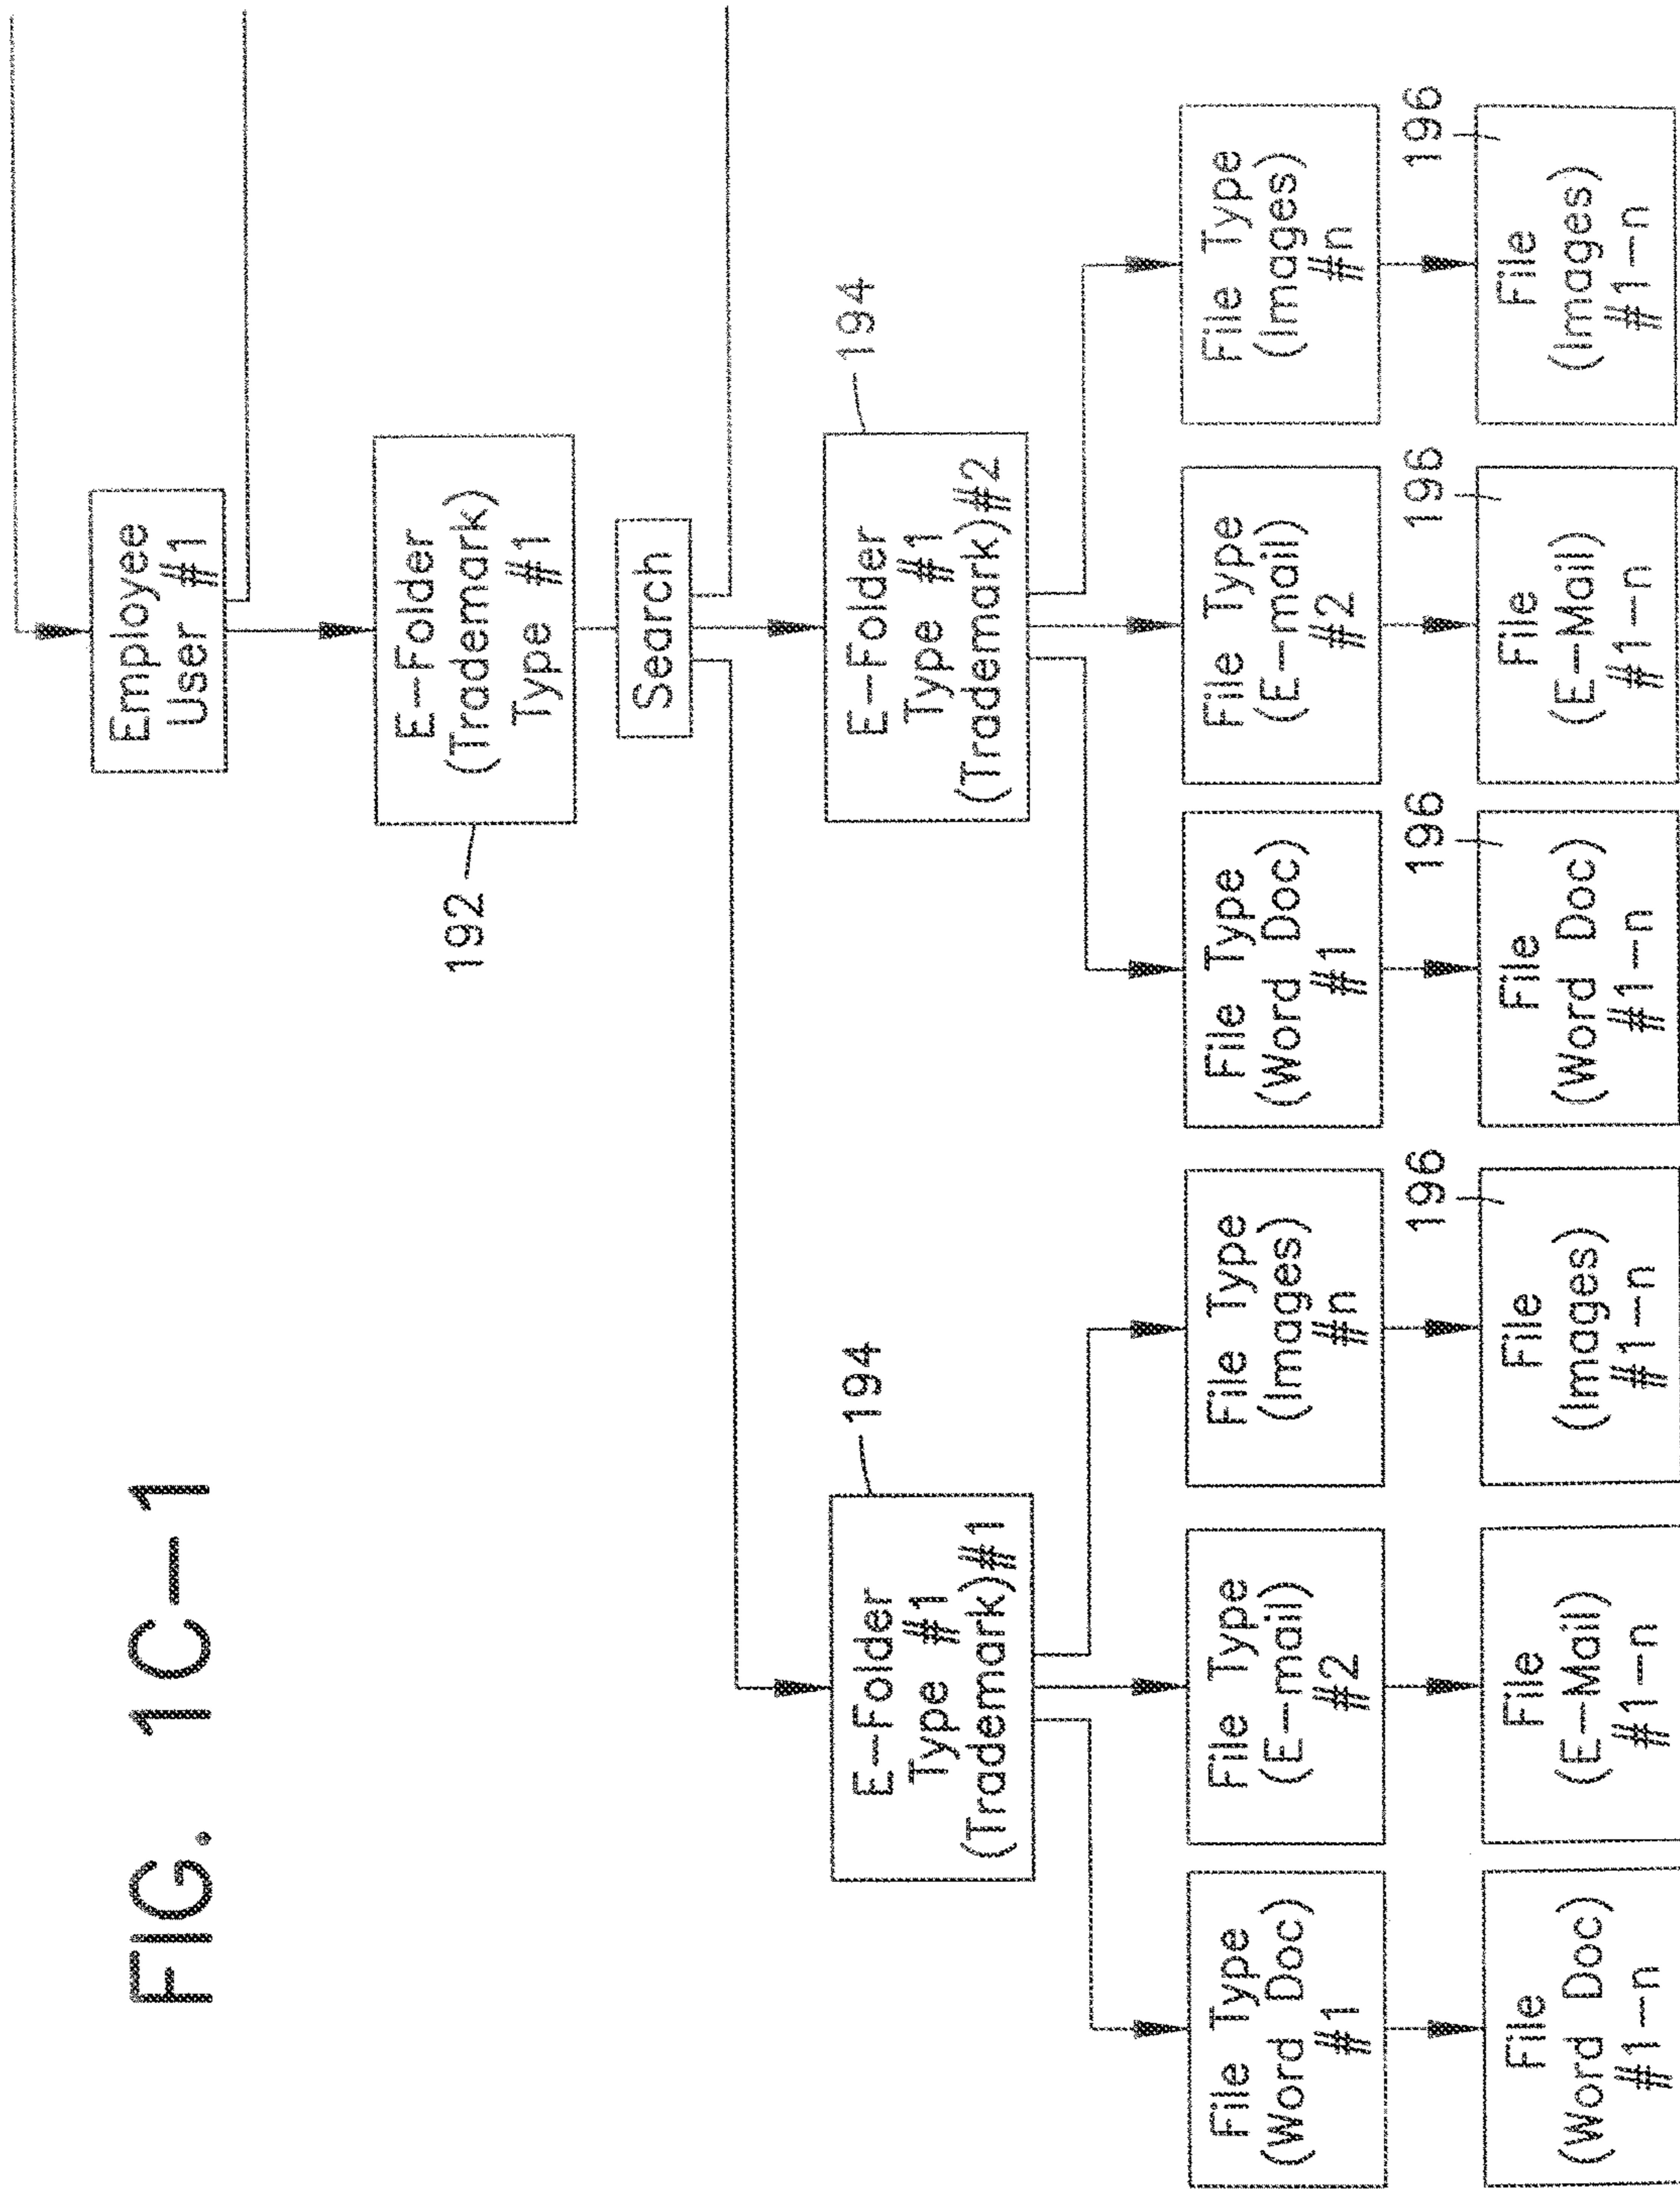 FIG. 1C-1
Employee
User #1
E-Folder
(Trademark)
Type #1
192
Search
E-Folder
Type #1
(Trademark)#1
194
E-Folder
Type #1
(Trademark)#2
194
File Type
(Word Doc)
#1
File Type
(E-mail)
#2
File Type
(Images)
#n
File Type
(Word Doc)
#1
File Type
(E-mail)
#2
File Type
(Images)
#n
File
(Word Doc)
#1-n
File
(E-Mail)
#1-n
File
(Images)
#1-n
196
File
(Word Doc)
#1-n
196
File
(E-Mail)
#1-n
196
File
(Images)
#1-n
196